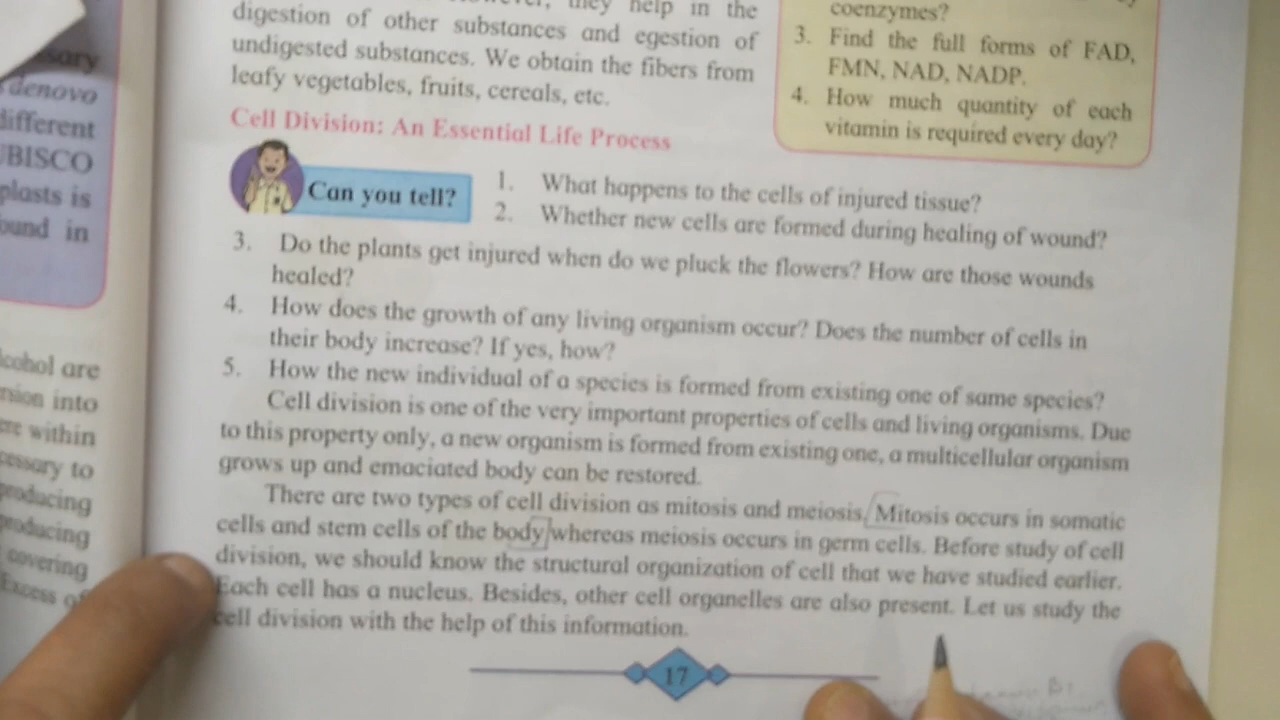 sary
denovo
different
UBISCO
plasts is
ound in
cohol are
rsion into
ere within
cessary to
producing
producing
covering
Excess of
they help in the
digestion of other substances and egestion of
undigested substances. We obtain the fibers from
leafy vegetables, fruits, cereals, etc.
coenzymes?
3. Find the full forms of FAD,
FMN, NAD, NADP.
4. How much quantity of each
vitamin is required every day?
Cell Division: An Essential Life Process
Can you tell?
1. What happens to the cells of injured tissue?
2. Whether new cells are formed during healing of wound?
3. Do the plants get injured when do we pluck the flowers? How are those wounds
healed?
4. How does the growth of any living organism occur? Does the number of cells in
their body increase? If yes, how?
5. How the new individual of a species is formed from existing one of same species?
Cell division is one of the very important properties of cells and living organisms. Due
to this property only, a new organism is formed from existing one, a multicellular organism
grows up and emaciated body can be restored.
There are two types of cell division as mitosis and meiosis. Mitosis occurs in somatic
cells and stem cells of the body whereas meiosis occurs in germ cells. Before study of cell
division, we should know the structural organization of cell that we have studied earlier.
Each cell has a nucleus. Besides, other cell organelles are also present. Let us study the
cell division with the help of this information.
17